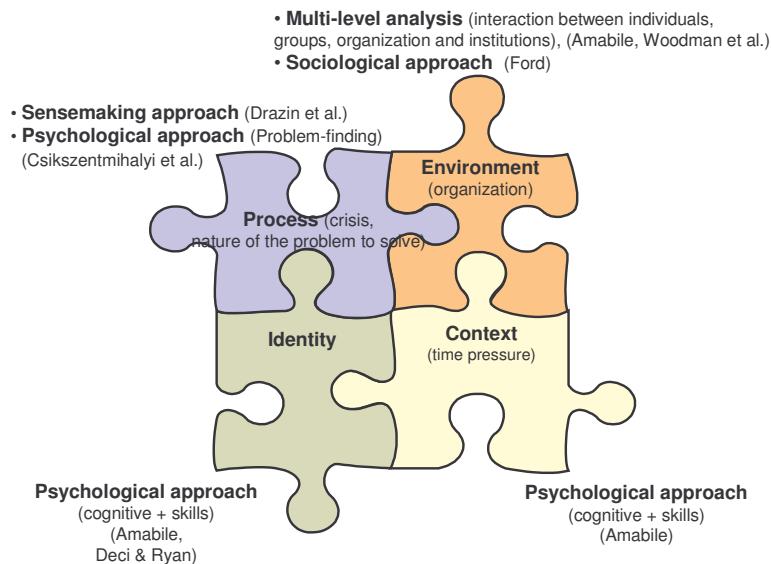 • Multi-level analysis (interaction between individuals,
groups, organization and institutions), (Amabile, Woodman et al.)
• Sociological approach (Ford)
• Sensemaking approach (Drazin et al.)
• Psychological approach (Problem-finding)
(Csikszentmihalyi et al.)
Environment
(organization)
Process (crisis,
nature of the problem to solve)
Identity
Context
(time pressure)
Psychological approach
(cognitive + skills)
(Amabile,
Deci & Ryan)
Psychological approach
(cognitive + skills)
(Amabile)